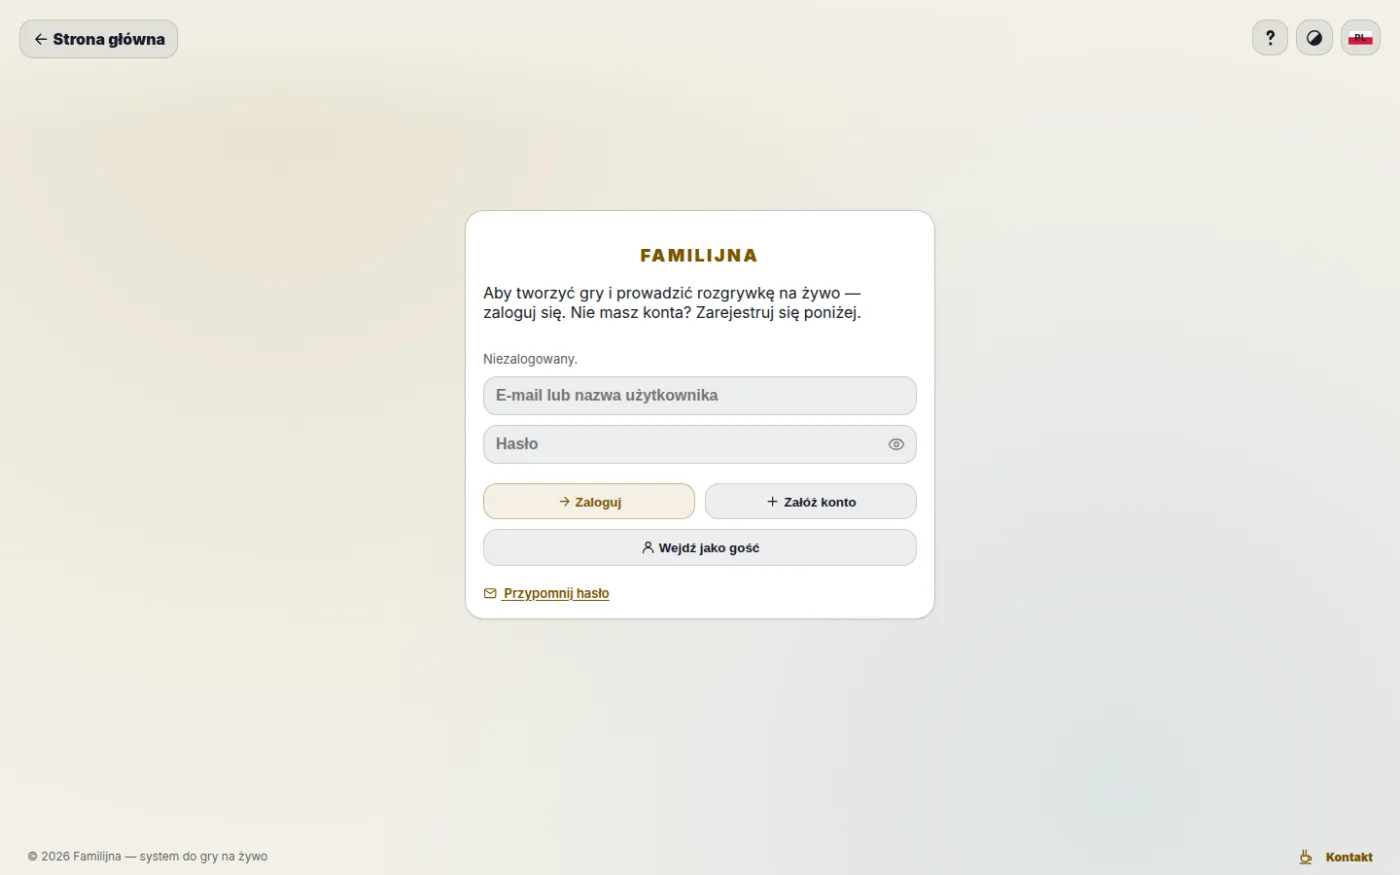 Strona główna
?
PL
FAMILIJNA
Aby tworzyć gry i prowadzić rozgrywkę na żywo —
zaloguj się. Nie masz konta? Zarejestruj się poniżej.
Niezalogowany.
E-mail lub nazwa użytkownika
Hasło
Zaloguj
Załóż konto
Wejdź jako gość
Przypomnij hasło
© 2026 Familijna — system do gry na żywo
Kontakt